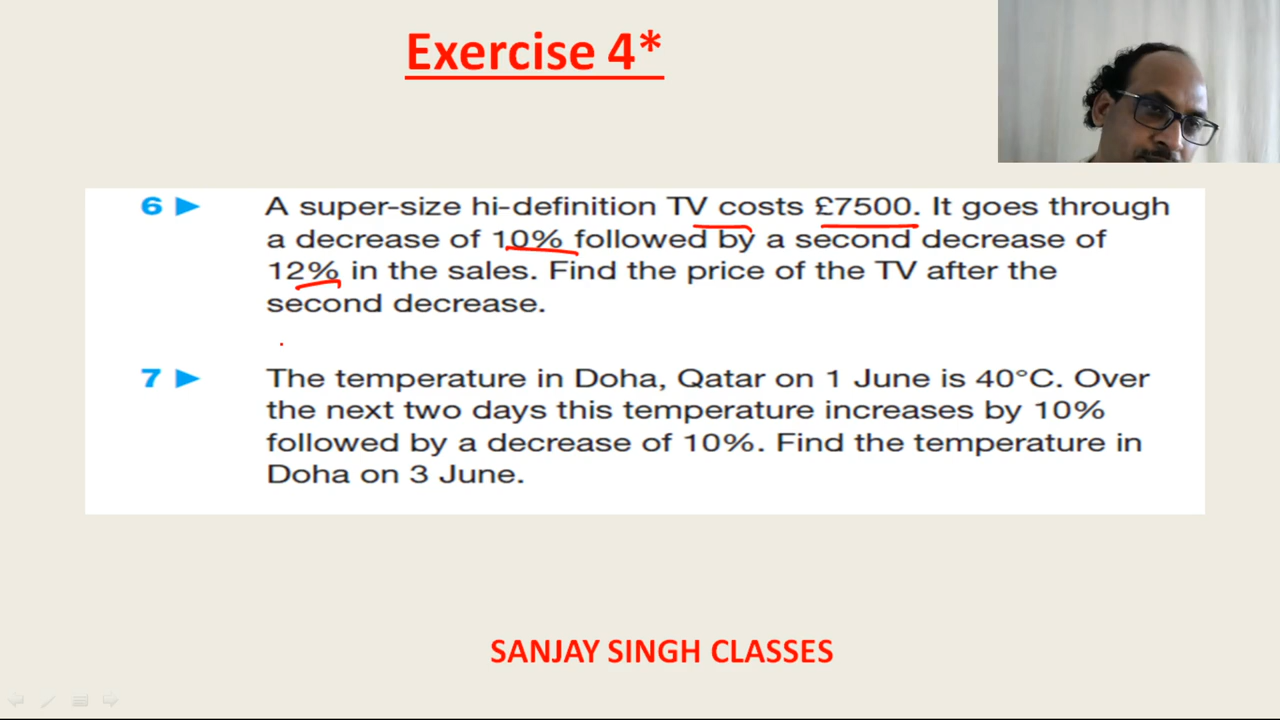 Exercise 4*
6 ► A super-size hi-definition TV costs £7500. It goes through
a decrease of 10% followed by a second decrease of
12% in the sales. Find the price of the TV after the
second decrease.
7 ► The temperature in Doha, Qatar on 1 June is 40°C. Over
the next two days this temperature increases by 10%
followed by a decrease of 10%. Find the temperature in
Doha on 3 June.
SANJAY SINGH CLASSES